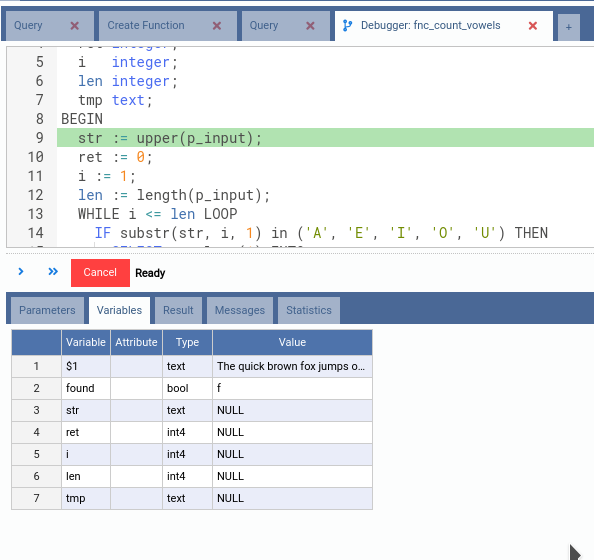 Query Create Function Query Debugger: fnc_count_vowels +
5 i integer;
6 len integer;
7 tmp text;
8 BEGIN
9 str := upper(p_input);
10 ret := 0;
11 i := 1;
12 len := length(p_input);
13 WHILE i <= len LOOP
14 IF substr(str, i, 1) in ('A', 'E', 'I', 'O', 'U') THEN
Cancel Ready
Parameters Variables Result Messages Statistics
Variable Attribute Type Value
1 $1 text The quick brown fox jumps o...
2 found bool f
3 str text NULL
4 ret int4 NULL
5 i int4 NULL
6 len int4 NULL
7 tmp text NULL